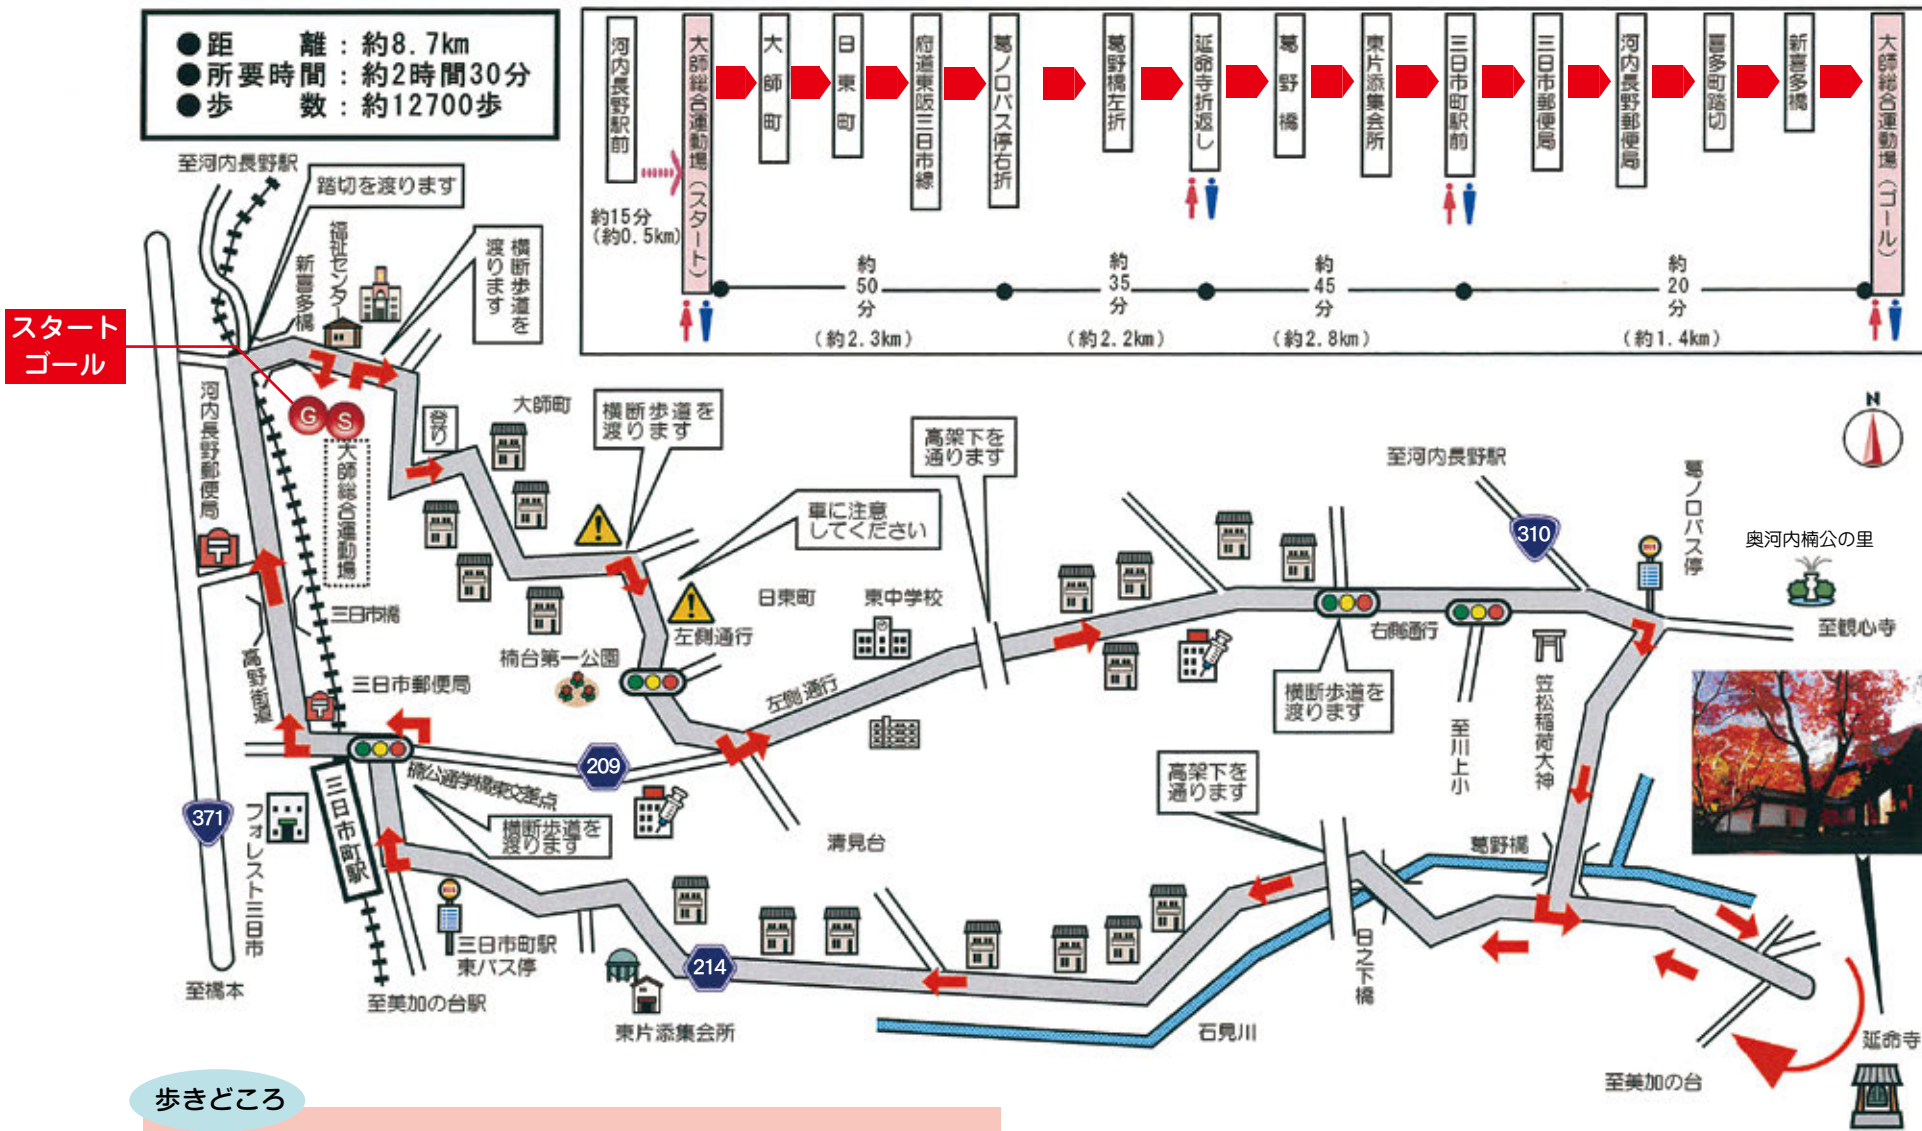 ●距　　離：約8.7km
●所要時間：約2時間30分
●歩　　数：約12700歩
河内長野駅前
大師総合運動場（スタート）
大師町
日東町
府道東阪三日市線
葛ノ口バス停右折
葛野橋左折
延命寺折返し
葛野橋
東片添集会所
三日市町駅前
三日市郵便局
河内長野郵便局
喜多町踏切
新喜多橋
大師総合運動場（ゴール）
約15分
(約0.5km)
約50分
(約2.3km)
約35分
(約2.2km)
約45分
(約2.8km)
約20分
(約1.4km)
至河内長野駅
踏切を渡ります
福祉センター
新喜多橋
横断歩道を
渡ります
スタート
ゴール
G
S
河内長野郵便局
大師総合運動場
登り
大師町
横断歩道を
渡ります
車に注意
してください
高架下を
通ります
至河内長野駅
310
葛ノ口バス停
N
奥河内楠公の里
至観心寺
三日市橋
高野街道
三日市郵便局
楠台第一公園
左側通行
日東町
東中学校
左側通行
右側通行
横断歩道を
渡ります
至川上小
笠松稲荷大神
209
楠公通学橋東交差点
横断歩道を
渡ります
371
フォレスト三日市
三日市町駅
清見台
高架下を
通ります
葛野橋
至橋本
至美加の台駅
三日市町駅
東バス停
東片添集会所
214
日之下橋
石見川
至美加の台
延命寺
歩きどころ